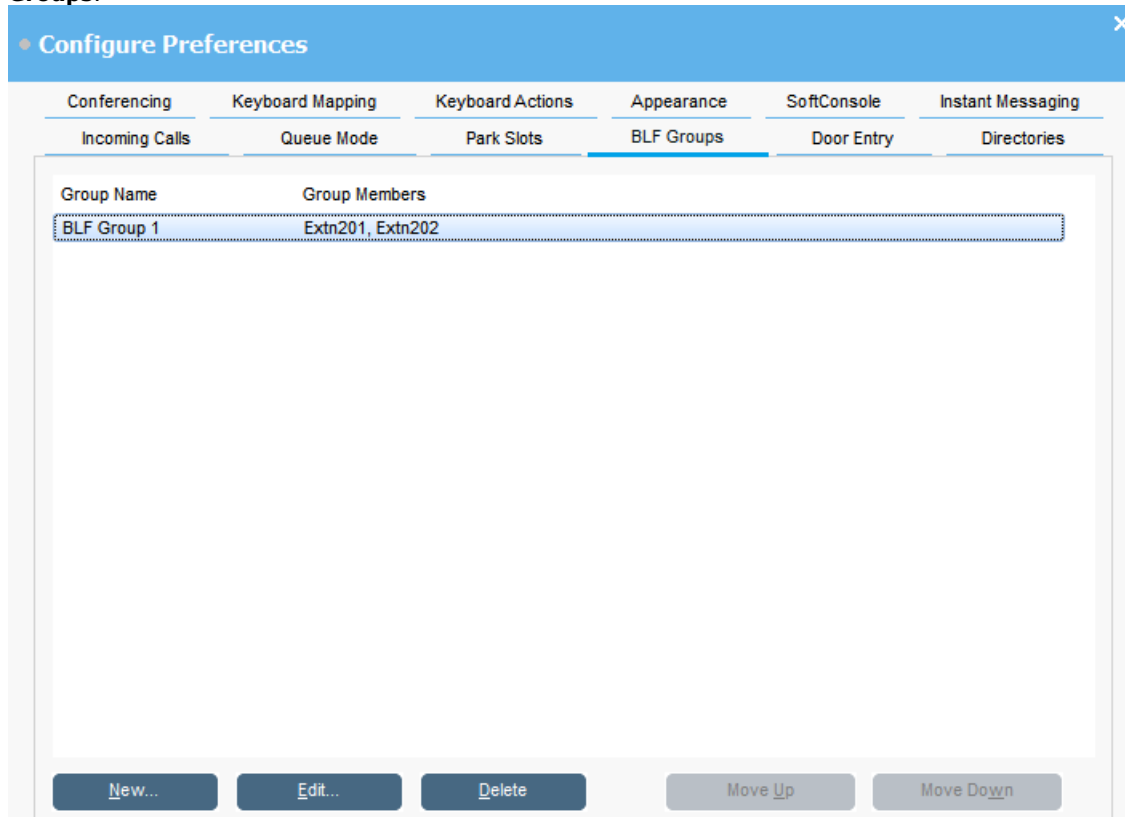 Groups.
Configure Preferences
Conferencing Keyboard Mapping Keyboard Actions Appearance SoftConsole Instant Messaging
Incoming Calls Queue Mode Park Slots BLF Groups Door Entry Directories
Group Name Group Members
BLF Group 1 Extn201, Extn202
New... Edit... Delete Move Up Move Down